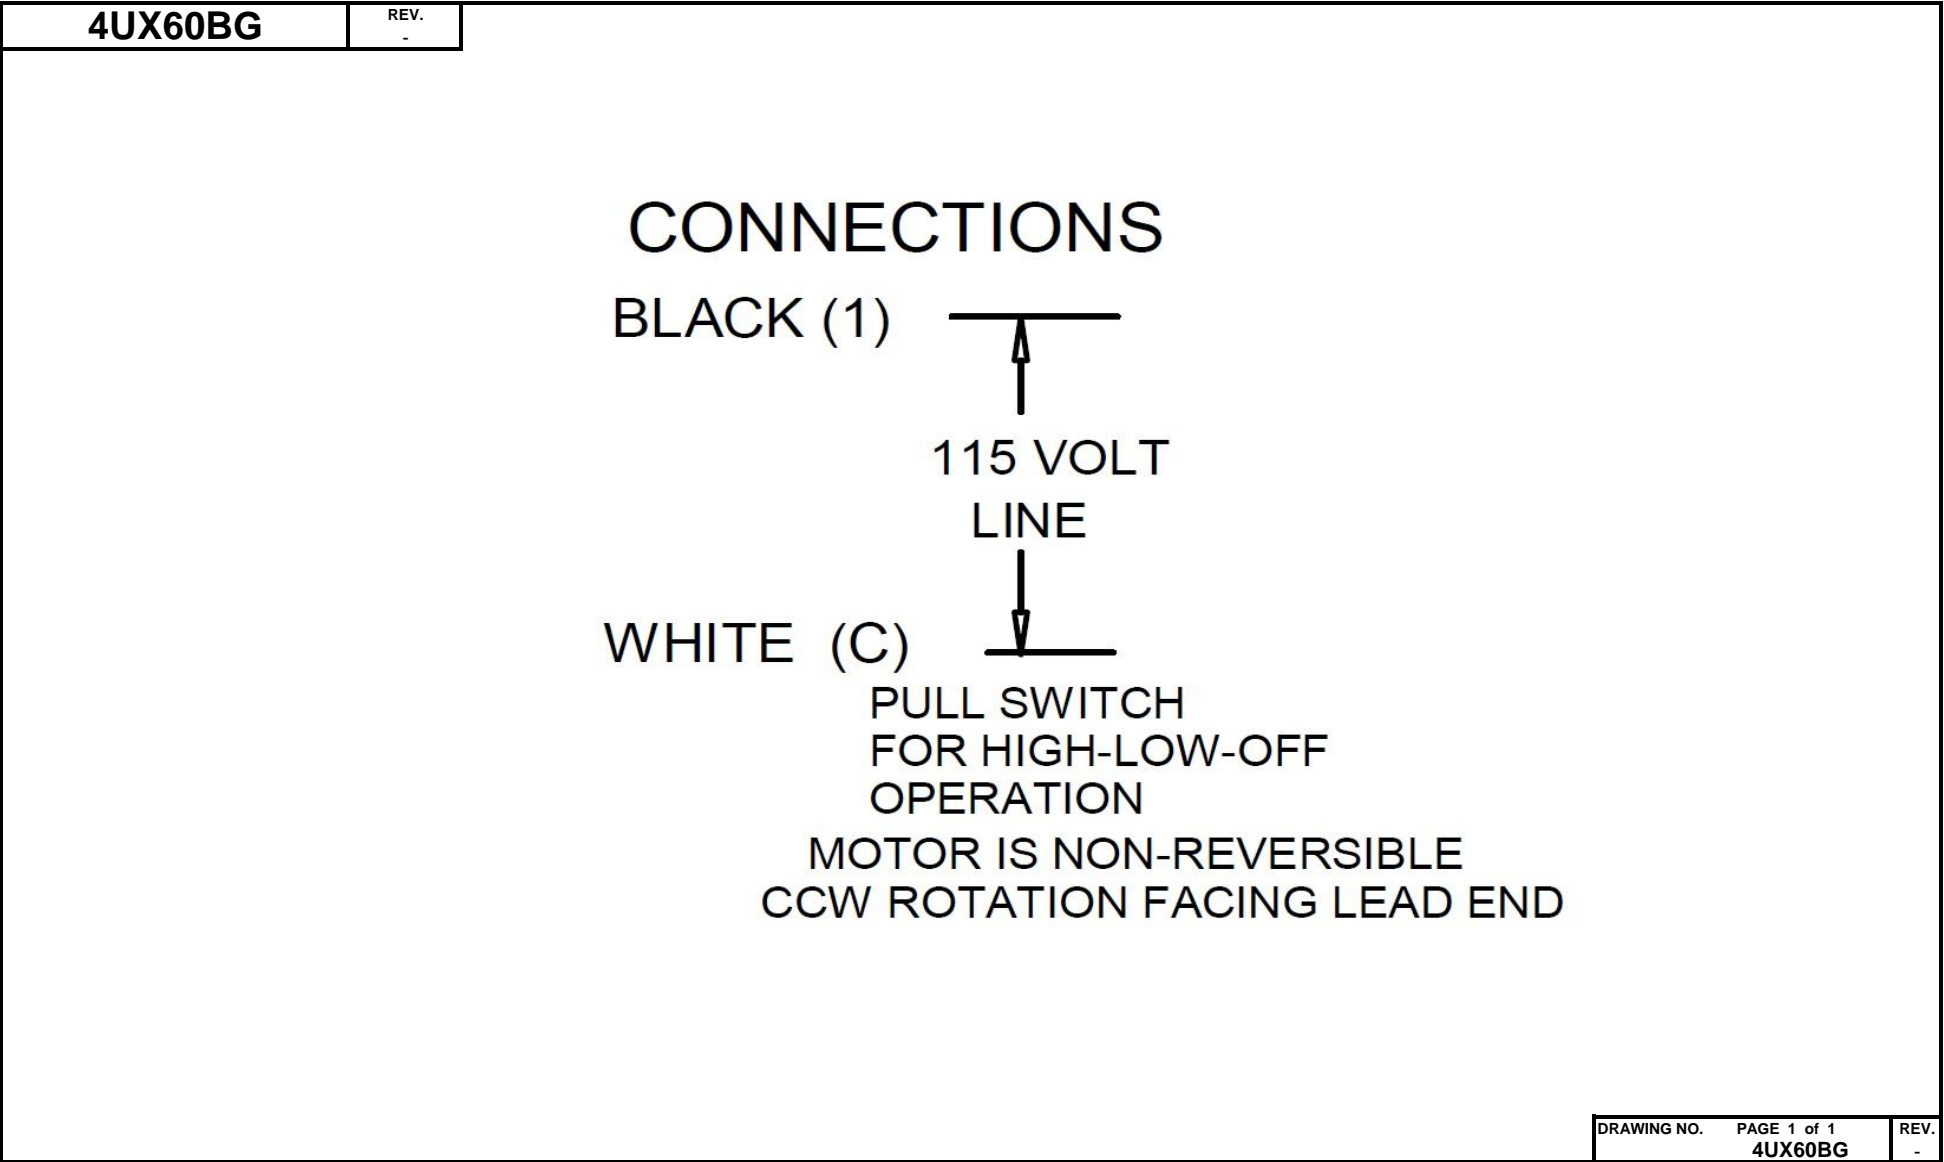 4UX60BG
REV.
-
CONNECTIONS
BLACK (1)
115 VOLT
LINE
WHITE (C)
PULL SWITCH
FOR HIGH-LOW-OFF
OPERATION
MOTOR IS NON-REVERSIBLE
CCW ROTATION FACING LEAD END
DRAWING NO. PAGE 1 of 1
4UX60BG
REV.
-